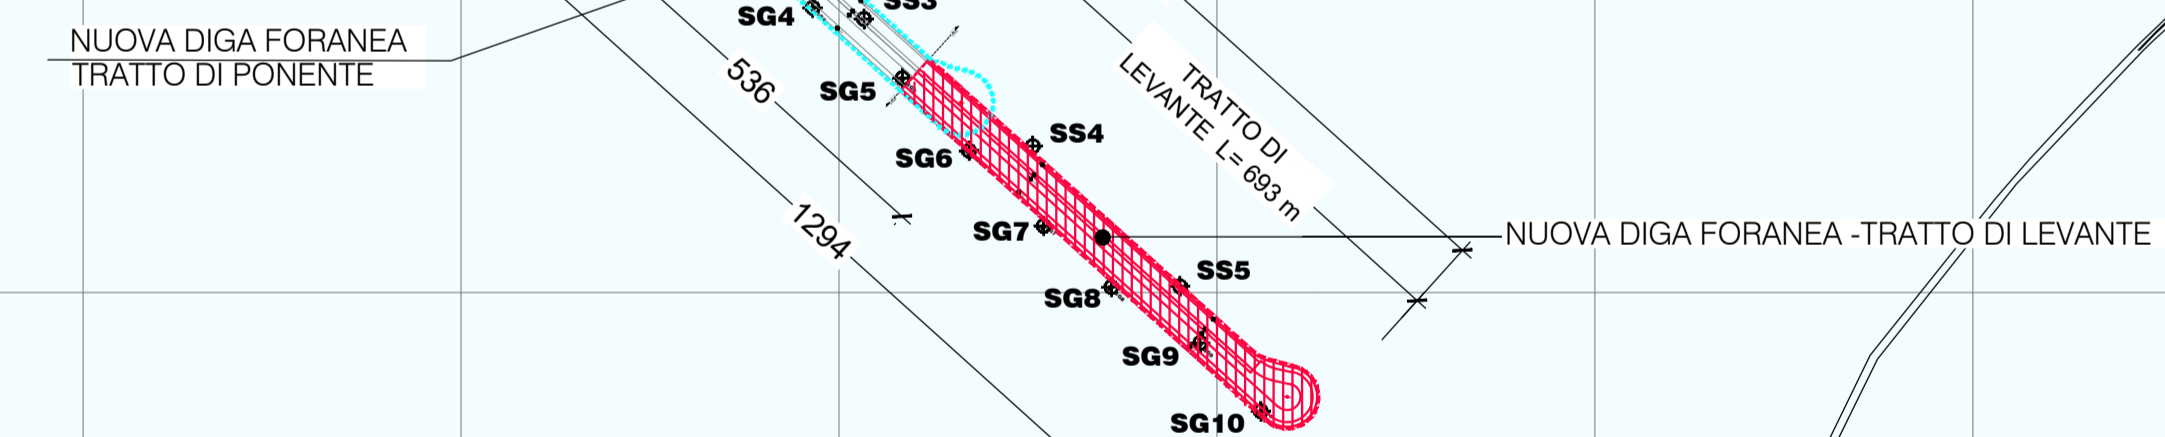 SS3
SG4
NUOVA DIGA FORANEA
TRATTO DI PONENTE
SG5
536
TRATTO DI
LEVANTE L= 693 m
SS4
SG6
1294
SG7
NUOVA DIGA FORANEA -TRATTO DI LEVANTE
SS5
SG8
SG9
SG10